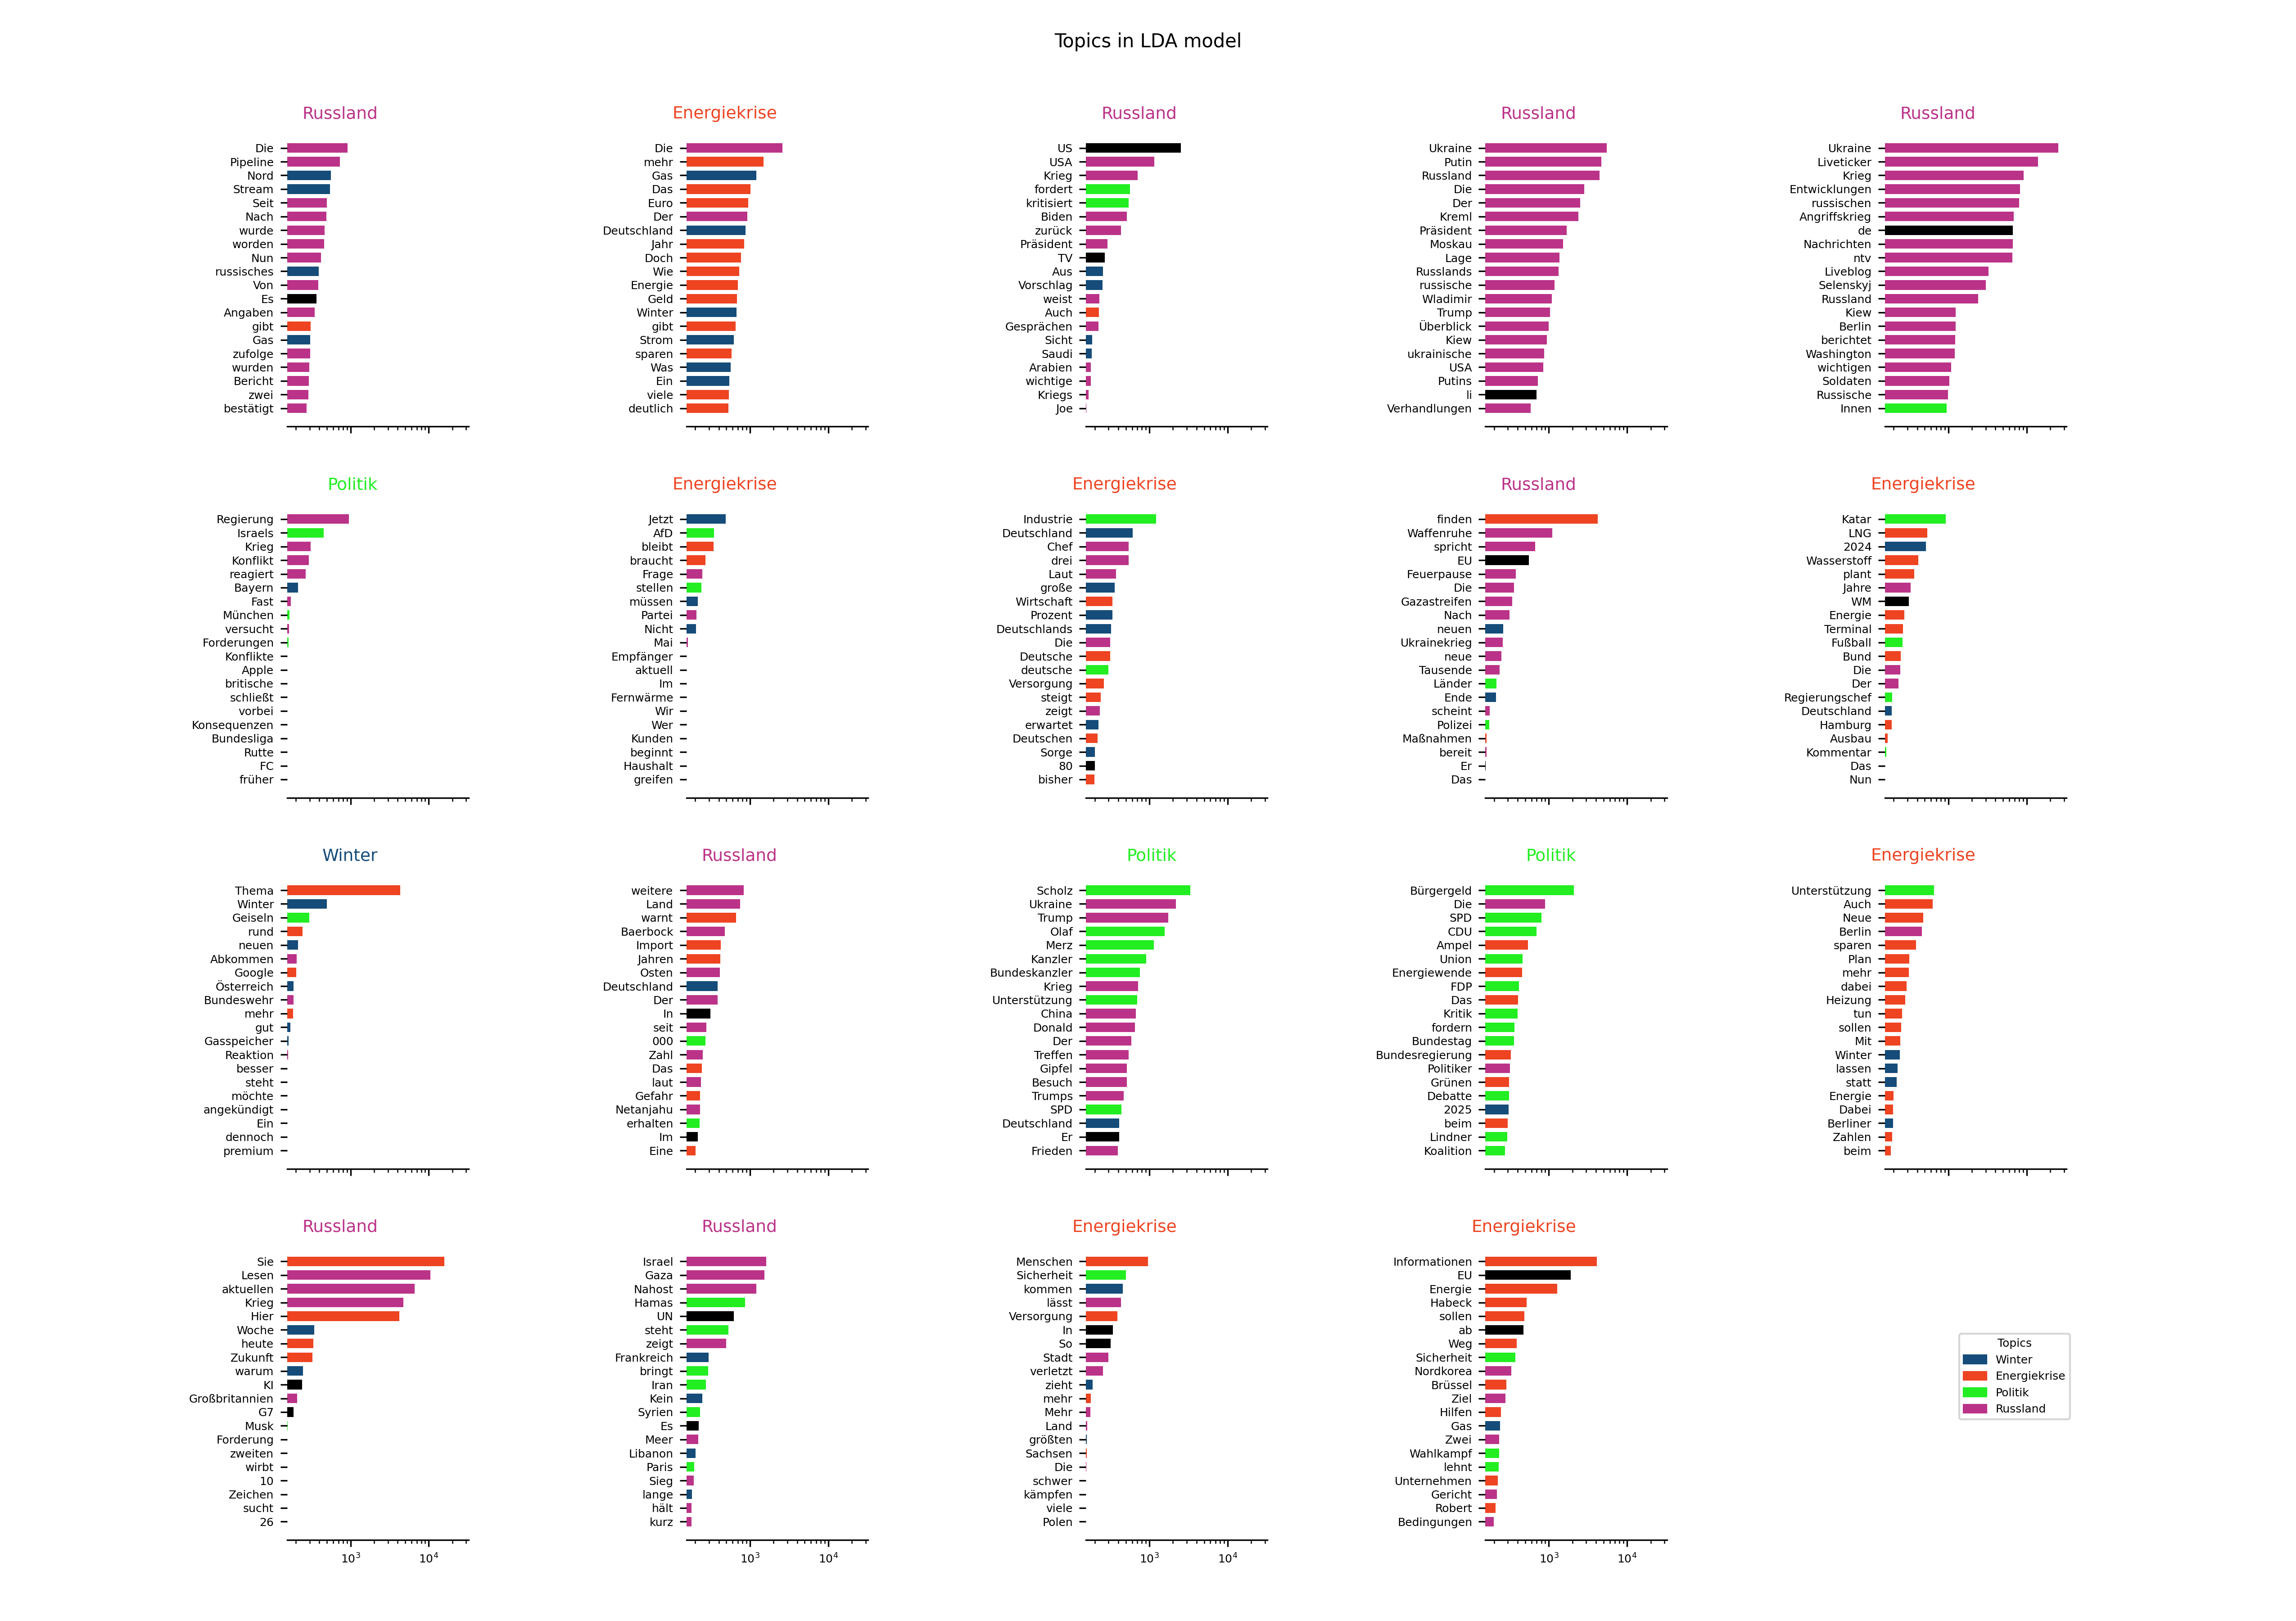 Topics in LDA model
Russland
Die
Pipeline
Nord
Stream
Seit
Nach
wurde
worden
Nun
russisches
Von
Es
Angaben
gibt
Gas
zufolge
wurden
Bericht
zwei
bestätigt
Energiekrise
Die
mehr
Gas
Das
Euro
Der
Deutschland
Jahr
Doch
Wie
Energie
Geld
Winter
gibt
Strom
sparen
Was
Ein
viele
deutlich
Russland
US
USA
Krieg
fordert
kritisiert
Biden
zurück
Präsident
TV
Aus
Vorschlag
weist
Auch
Gesprächen
Sicht
Saudi
Arabien
wichtige
Kriegs
Joe
Russland
Ukraine
Putin
Russland
Die
Der
Kreml
Präsident
Moskau
Lage
Russlands
russische
Wladimir
Trump
Überblick
Kiew
ukrainische
USA
Putins
li
Verhandlungen
Russland
Ukraine
Liveticker
Krieg
Entwicklungen
russischen
Angriffskrieg
de
Nachrichten
ntv
Liveblog
Selenskyj
Russland
Kiew
Berlin
berichtet
Washington
wichtigen
Soldaten
Russische
Innen
Politik
Regierung
Israels
Krieg
Konflikt
reagiert
Bayern
Fast
München
versucht
Forderungen
Konflikte
Apple
britische
schließt
vorbei
Konsequenzen
Bundesliga
Rutte
FC
früher
Energiekrise
Jetzt
AfD
bleibt
braucht
Frage
stellen
müssen
Partei
Nicht
Mai
Empfänger
aktuell
Im
Fernwärme
Wir
Wer
Kunden
beginnt
Haushalt
greifen
Energiekrise
Industrie
Deutschland
Chef
drei
Laut
große
Wirtschaft
Prozent
Deutschlands
Die
Deutsche
deutsche
Versorgung
steigt
zeigt
erwartet
Deutschen
Sorge
80
bisher
Russland
finden
Waffenruhe
spricht
EU
Feuerpause
Die
Gazastreifen
Nach
neuen
Ukrainekrieg
neue
Tausende
Länder
Ende
scheint
Polizei
Maßnahmen
bereit
Er
Das
Energiekrise
Katar
LNG
2024
Wasserstoff
plant
Jahre
WM
Energie
Terminal
Fußball
Bund
Die
Der
Regierungschef
Deutschland
Hamburg
Ausbau
Kommentar
Das
Nun
Winter
Thema
Winter
Geiseln
rund
neuen
Abkommen
Google
Österreich
Bundeswehr
mehr
gut
Gasspeicher
Reaktion
besser
steht
möchte
angekündigt
Ein
dennoch
premium
Russland
weitere
Land
warnt
Baerbock
Import
Jahren
Osten
Deutschland
Der
In
seit
000
Zahl
Das
laut
Gefahr
Netanjahu
erhalten
Im
Eine
Politik
Scholz
Ukraine
Trump
Olaf
Merz
Kanzler
Bundeskanzler
Krieg
Unterstützung
China
Donald
Der
Treffen
Gipfel
Besuch
Trumps
SPD
Deutschland
Er
Frieden
Politik
Bürgergeld
Die
SPD
CDU
Ampel
Union
Energiewende
FDP
Das
Kritik
fordern
Bundestag
Bundesregierung
Politiker
Grünen
Debatte
2025
beim
Lindner
Koalition
Energiekrise
Unterstützung
Auch
Neue
Berlin
sparen
Plan
mehr
dabei
Heizung
tun
sollen
Mit
Winter
lassen
statt
Energie
Dabei
Berliner
Zahlen
beim
Russland
Sie
Lesen
aktuellen
Krieg
Hier
Woche
heute
Zukunft
warum
KI
Großbritannien
G7
Musk
Forderung
zweiten
wirbt
10
Zeichen
sucht
26
10³ 10⁴
Russland
Israel
Gaza
Nahost
Hamas
UN
steht
zeigt
Frankreich
bringt
Iran
Kein
Syrien
Es
Meer
Libanon
Paris
Sieg
lange
hält
kurz
10³ 10⁴
Energiekrise
Menschen
Sicherheit
kommen
lässt
Versorgung
In
So
Stadt
verletzt
zieht
mehr
Mehr
Land
größten
Sachsen
Die
schwer
kämpfen
viele
Polen
10³ 10⁴
Energiekrise
Informationen
EU
Energie
Habeck
sollen
ab
Weg
Sicherheit
Nordkorea
Brüssel
Ziel
Hilfen
Gas
Zwei
Wahlkampf
lehnt
Unternehmen
Gericht
Robert
Bedingungen
10³ 10⁴
Topics
Winter
Energiekrise
Politik
Russland